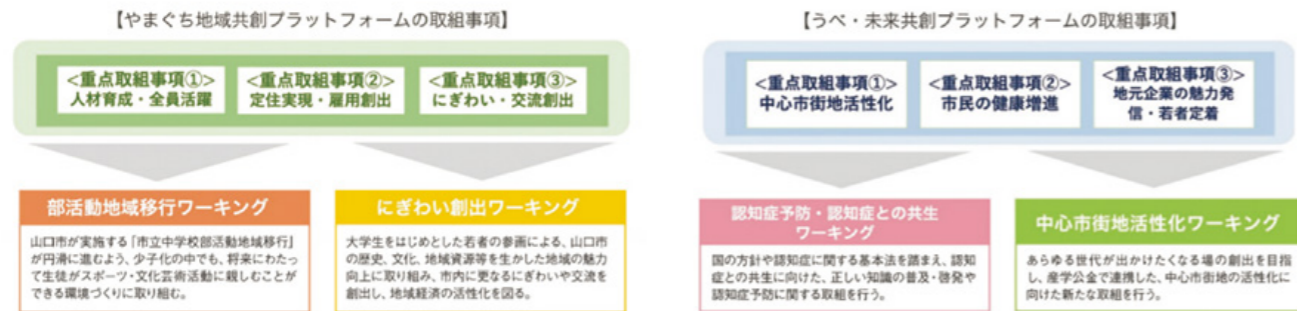 【やまぐち地域共創プラットフォームの取組事項】
<重点取組事項①>
人材育成・全員活躍
<重点取組事項②>
定住実現・雇用創出
<重点取組事項③>
にぎわい・交流創出
部活動地域移行ワーキング
山口市が実施する「市立中学校部活動地域移行」
が円滑に進むよう、少子化の中でも、将来にわたっ
て生徒がスポーツ・文化芸術活動に親しむことが
できる環境づくりに取り組む。
にぎわい創出ワーキング
大学生をはじめとした若者の参画による、山口市
の歴史、文化、地域資源等を生かした地域の魅力
向上に取り組み、市内に更なるにぎわいや交流を
創出し、地域経済の活性化を図る。
【うべ・未来共創プラットフォームの取組事項】
<重点取組事項①>
中心市街地活性化
<重点取組事項②>
市民の健康増進
<重点取組事項③>
地元企業の魅力発
信・若者定着
認知症予防・認知症との共生
ワーキング
国の方針や認知症に関する基本法を踏まえ、認知
症との共生に向けた、正しい知識の普及・啓発や
認知症予防に関する取組を行う。
中心市街地活性化ワーキング
あらゆる世代が出かけたくなる場の創出を目指
し、産学公金で連携した、中心市街地の活性化に
向けた新たな取組を行う。